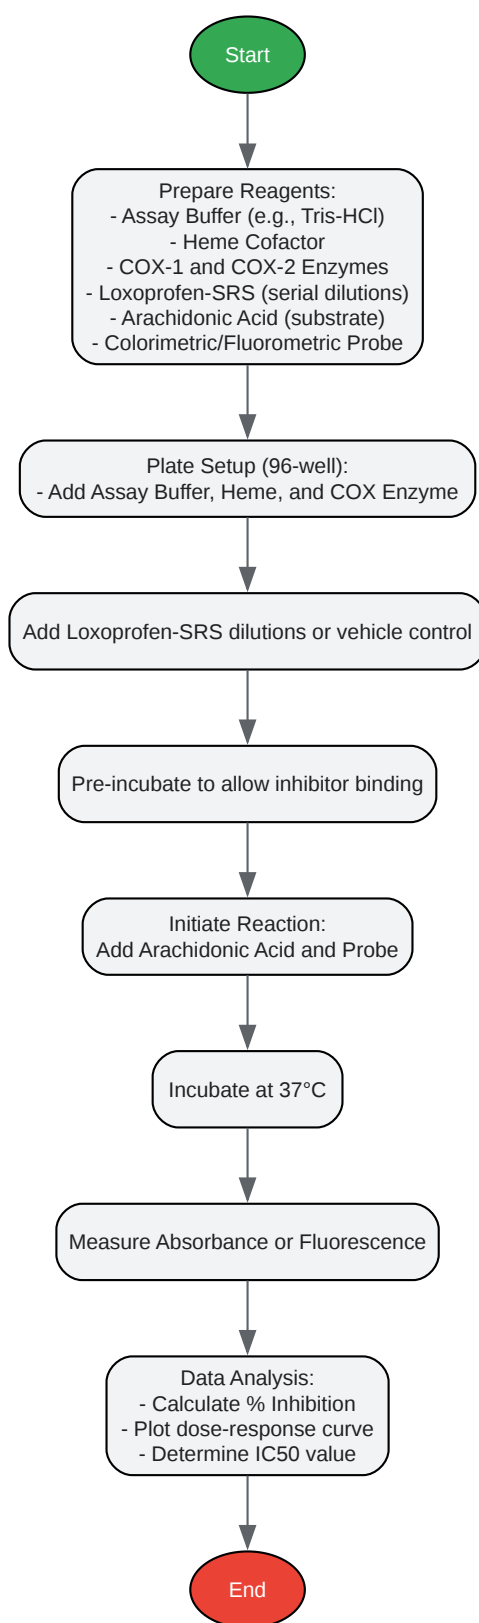 Start
Prepare Reagents:
- Assay Buffer (e.g., Tris-HCl)
- Heme Cofactor
- COX-1 and COX-2 Enzymes
- Loxoprofen-SRS (serial dilutions)
- Arachidonic Acid (substrate)
- Colorimetric/Fluorometric Probe
Plate Setup (96-well):
- Add Assay Buffer, Heme, and COX Enzyme
Add Loxoprofen-SRS dilutions or vehicle control
Pre-incubate to allow inhibitor binding
Initiate Reaction:
Add Arachidonic Acid and Probe
Incubate at 37°C
Measure Absorbance or Fluorescence
Data Analysis:
- Calculate % Inhibition
- Plot dose-response curve
- Determine IC50 value
End